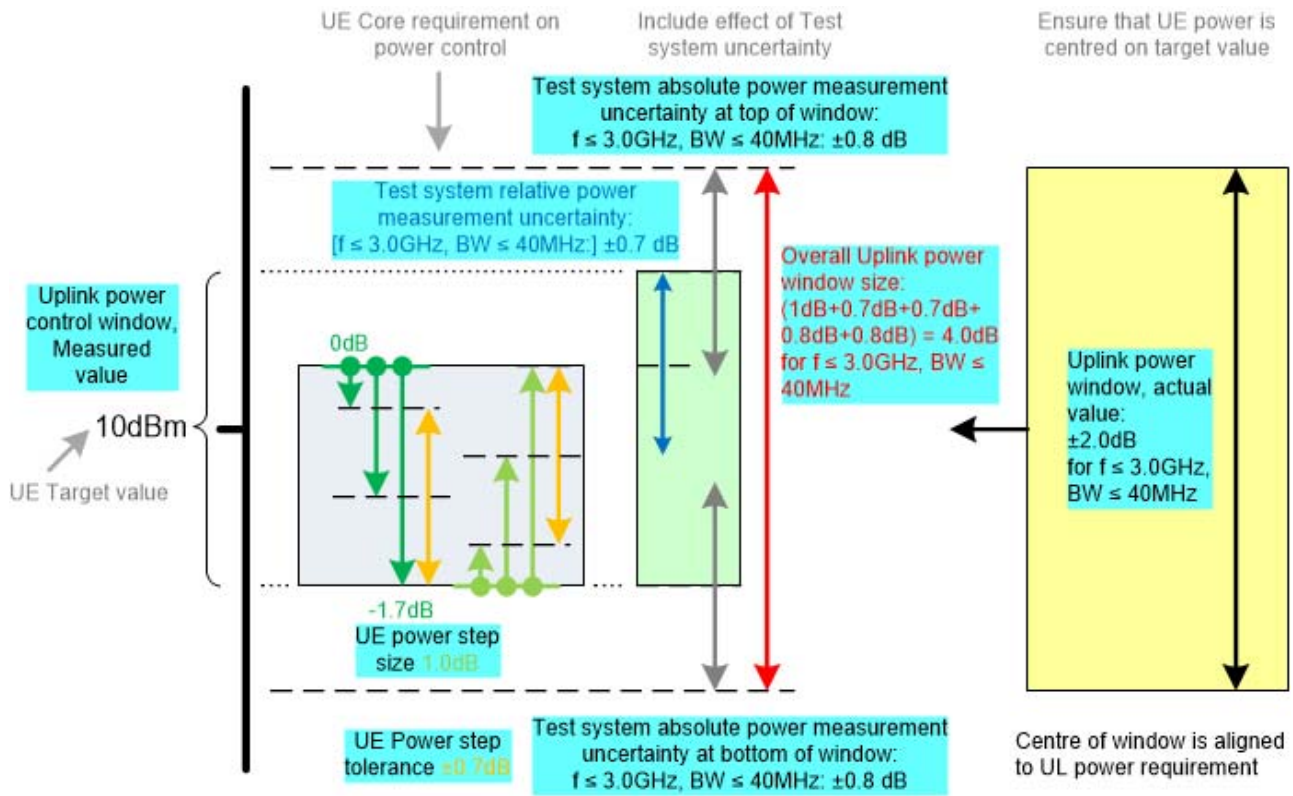 UE Core requirement on
power control
Include effect of Test
system uncertainty
Ensure that UE power is
centred on target value
Test system absolute power measurement
uncertainty at top of window:
f ≤ 3.0GHz, BW ≤ 40MHz: ±0.8 dB
Test system relative power
measurement uncertainty:
[f ≤ 3.0GHz, BW ≤ 40MHz:] ±0.7 dB
Overall Uplink power
window size:
(1dB+0.7dB+0.7dB+
0.8dB+0.8dB) = 4.0dB
for f ≤ 3.0GHz, BW ≤
40MHz
Uplink power
control window,
Measured
value
0dB
Uplink power
window, actual
value:
±2.0dB
for f ≤ 3.0GHz,
BW ≤ 40MHz
10dBm
UE Target value
-1.7dB
UE power step
size 1.0dB
UE Power step
tolerance ±0.7dB
Test system absolute power measurement
uncertainty at bottom of window:
f ≤ 3.0GHz, BW ≤ 40MHz: ±0.8 dB
Centre of window is aligned
to UL power requirement